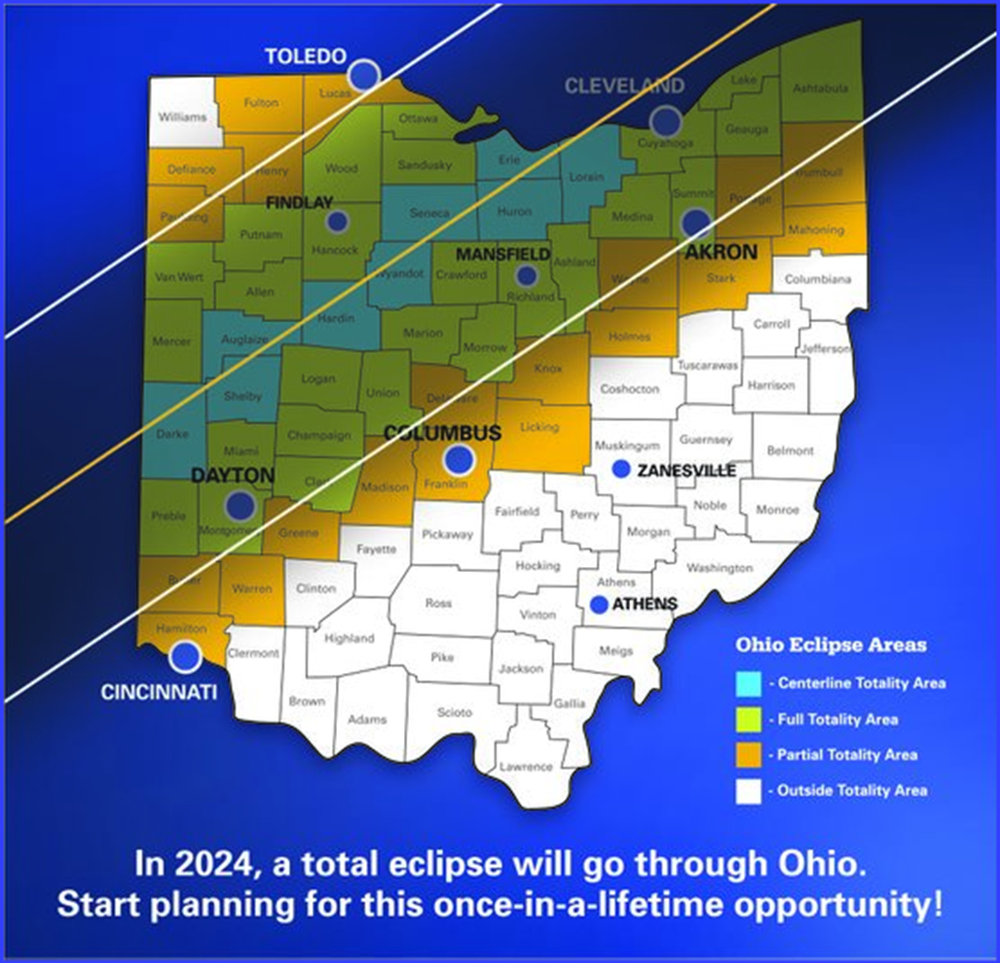 TOLEDO
CLEVELAND
Lake
Ashtabula
Williams
Fulton
Lucas
Ottawa
Geauga
Cuyahoga
Erie
Defiance
Henry
Wood
Sandusky
Lorain
Trumbull
Summit
Portage
Paulding
FINDLAY
Seneca
Huron
Medina
Putnam
Mahoning
Hancock
MANSFIELD
AKRON
Ashland
Van Wert
Wyandot
Crawford
Wayne
Stark
Columbiana
Allen
Richland
Hardin
Carroll
Mercer
Auglaize
Marion
Morrow
Holmes
Jefferson
Tuscarawas
Knox
Logan
Union
Delaware
Coshocton
Harrison
Shelby
Darke
Champaign
COLUMBUS
Licking
Guernsey
Muskingum
Belmont
Miami
DAYTON
Clark
Madison
Franklin
ZANESVILLE
Preble
Fairfield
Perry
Noble
Monroe
Montgomery
Greene
Pickaway
Morgan
Fayette
Hocking
Washington
Butler
Warren
Clinton
Athens
Ross
ATHENS
Vinton
Hamilton
Highland
Clermont
Pike
Meigs
Jackson
CINCINNATI
Brown
Adams
Scioto
Gallia
Lawrence
Ohio Eclipse Areas
- Centerline Totality Area
- Full Totality Area
- Partial Totality Area
- Outside Totality Area
In 2024, a total eclipse will go through Ohio.
Start planning for this once-in-a-lifetime opportunity!